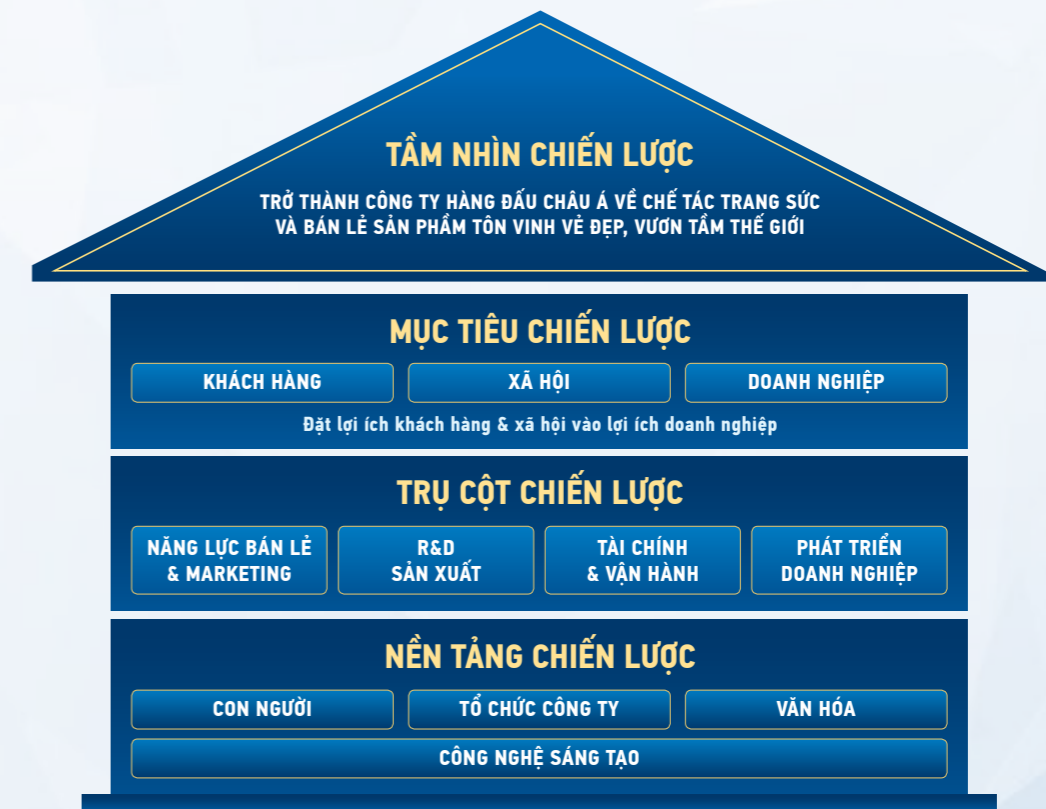 TẦM NHÌN CHIẾN LƯỢC
TRỞ THÀNH CÔNG TY HÀNG ĐẤU CHÂU Á VỀ CHẾ TÁC TRANG SỨC
VÀ BÁN LẺ SẢN PHẨM TÔN VINH VẺ ĐẸP, VƯƠN TẦM THẾ GIỚI
MỤC TIÊU CHIẾN LƯỢC
KHÁCH HÀNG
XÃ HỘI
DOANH NGHIỆP
Đặt lợi ích khách hàng & xã hội vào lợi ích doanh nghiệp
TRỤ CỘT CHIẾN LƯỢC
NĂNG LỰC BÁN LẺ
& MARKETING
R&D
SẢN XUẤT
TÀI CHÍNH
& VẬN HÀNH
PHÁT TRIỂN
DOANH NGHIỆP
NỀN TẢNG CHIẾN LƯỢC
CON NGƯỜI
TỔ CHỨC CÔNG TY
VĂN HÓA
CÔNG NGHỆ SÁNG TẠO